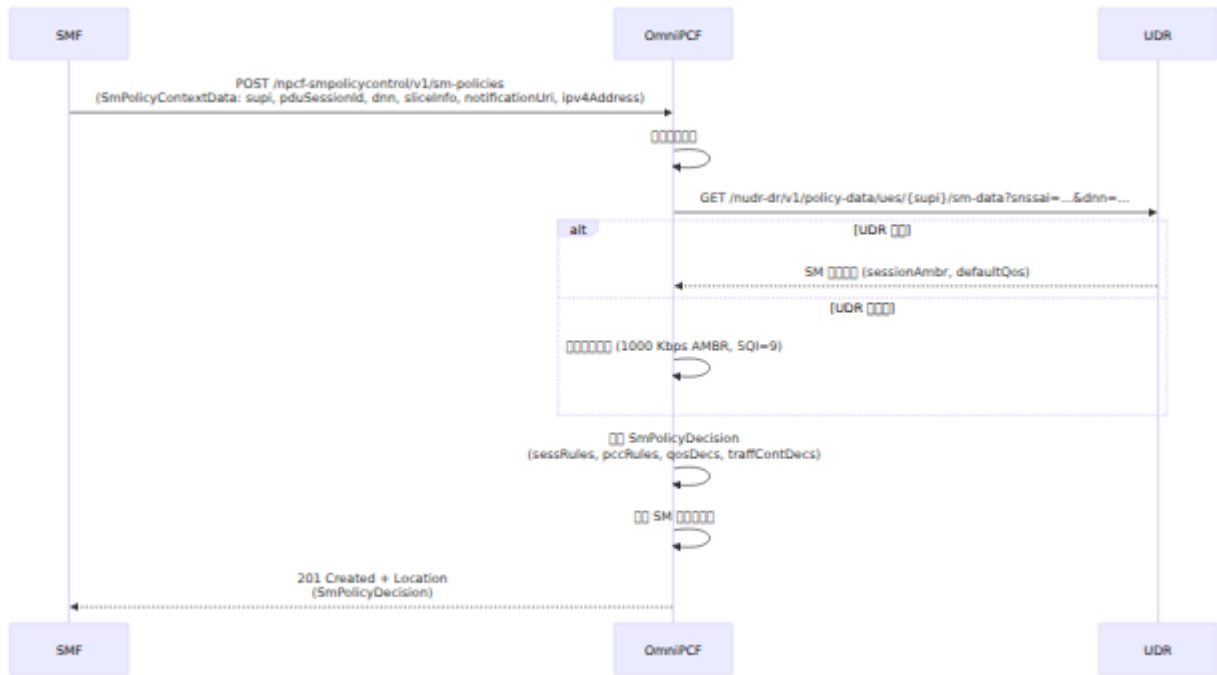 SMF
OmniPCF
UDR
POST /npcf-smpolicycontrol/v1/sm-policies
(SmPolicyContextData: supi, pduSessionId, dnn, sliceInfo, notificationUri, ipv4Address)
GET /nudr-dr/v1/policy-data/ues/{supi}/sm-data?snssai=...&dnn=...
alt
[UDR ]
SM (sessionAmbr, defaultQos)
[UDR ]
(1000 Kbps AMBR, 5QI=9)
SmPolicyDecision
(sessRules, pccRules, qosDecs, traffContDecs)
SM
201 Created + Location
(SmPolicyDecision)
SMF
OmniPCF
UDR